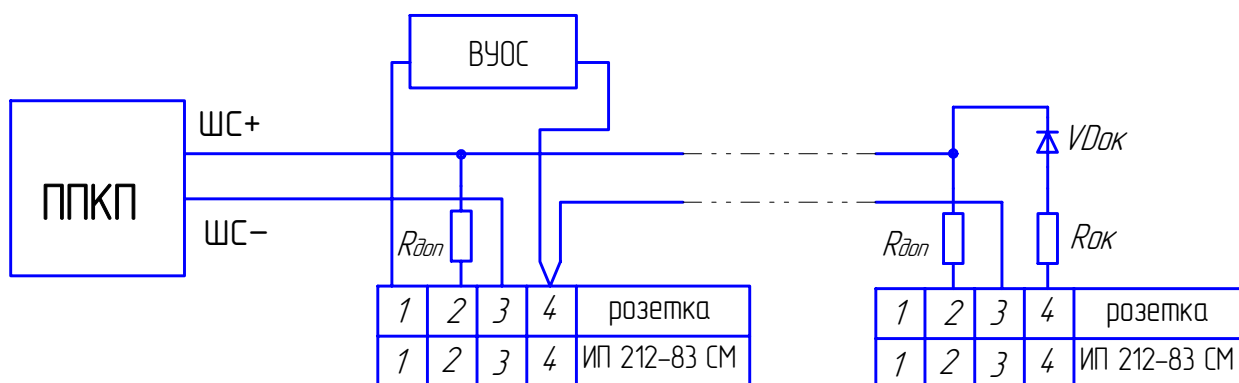 ВУОС
ШС+
VDок
ППКП
ШС-
Rдоп
Rдоп
Rок
1 2 3 4 розетка
1 2 3 4 ИП 212-83 СМ
1 2 3 4 розетка
1 2 3 4 ИП 212-83 СМ